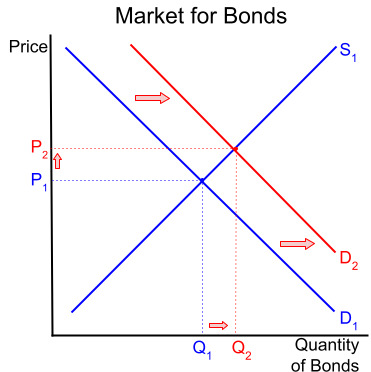 Market for Bonds
Price
S1
P2
P1
D2
D1
Q1
Q2
Quantity
of Bonds